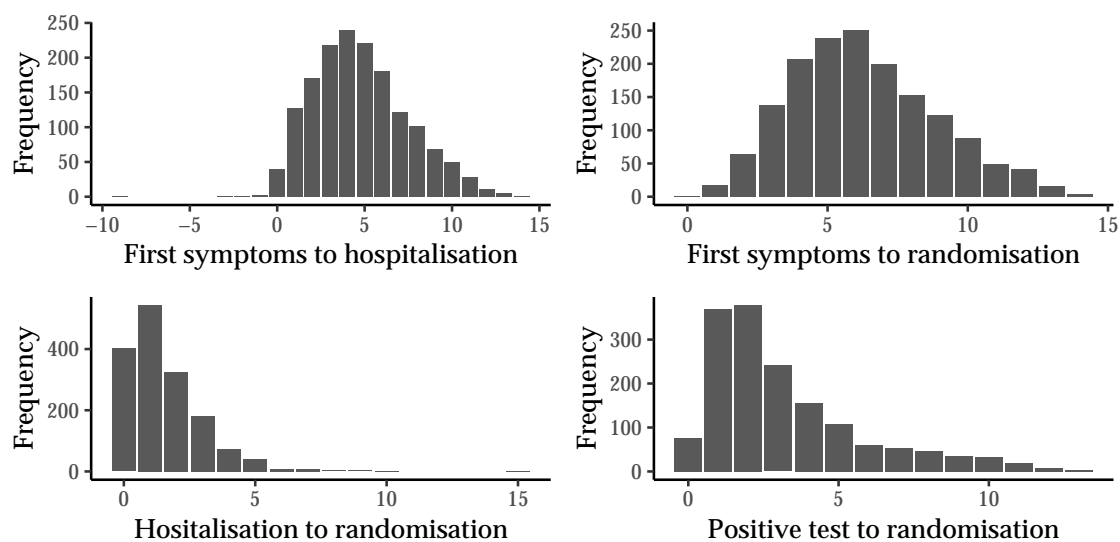 250
200
150
100
50
0
Frequency
−10 −5 0 5 10 15
First symptoms to hospitalisation
250
200
150
100
50
0
Frequency
0 5 10 15
First symptoms to randomisation
400
200
0
Frequency
0 5 10 15
Hositalisation to randomisation
300
200
100
0
Frequency
0 5 10
Positive test to randomisation